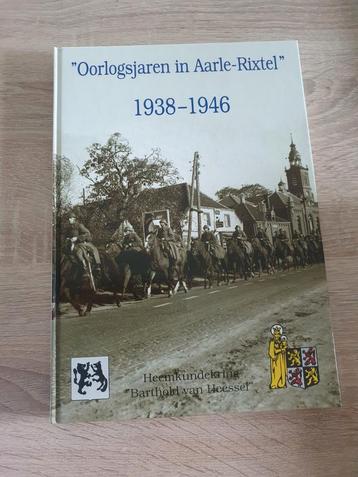 "Oorlogsjaren in Aarle-Rixtel"
1938-1946
Heemkundekring
"Barthold van Heessel"